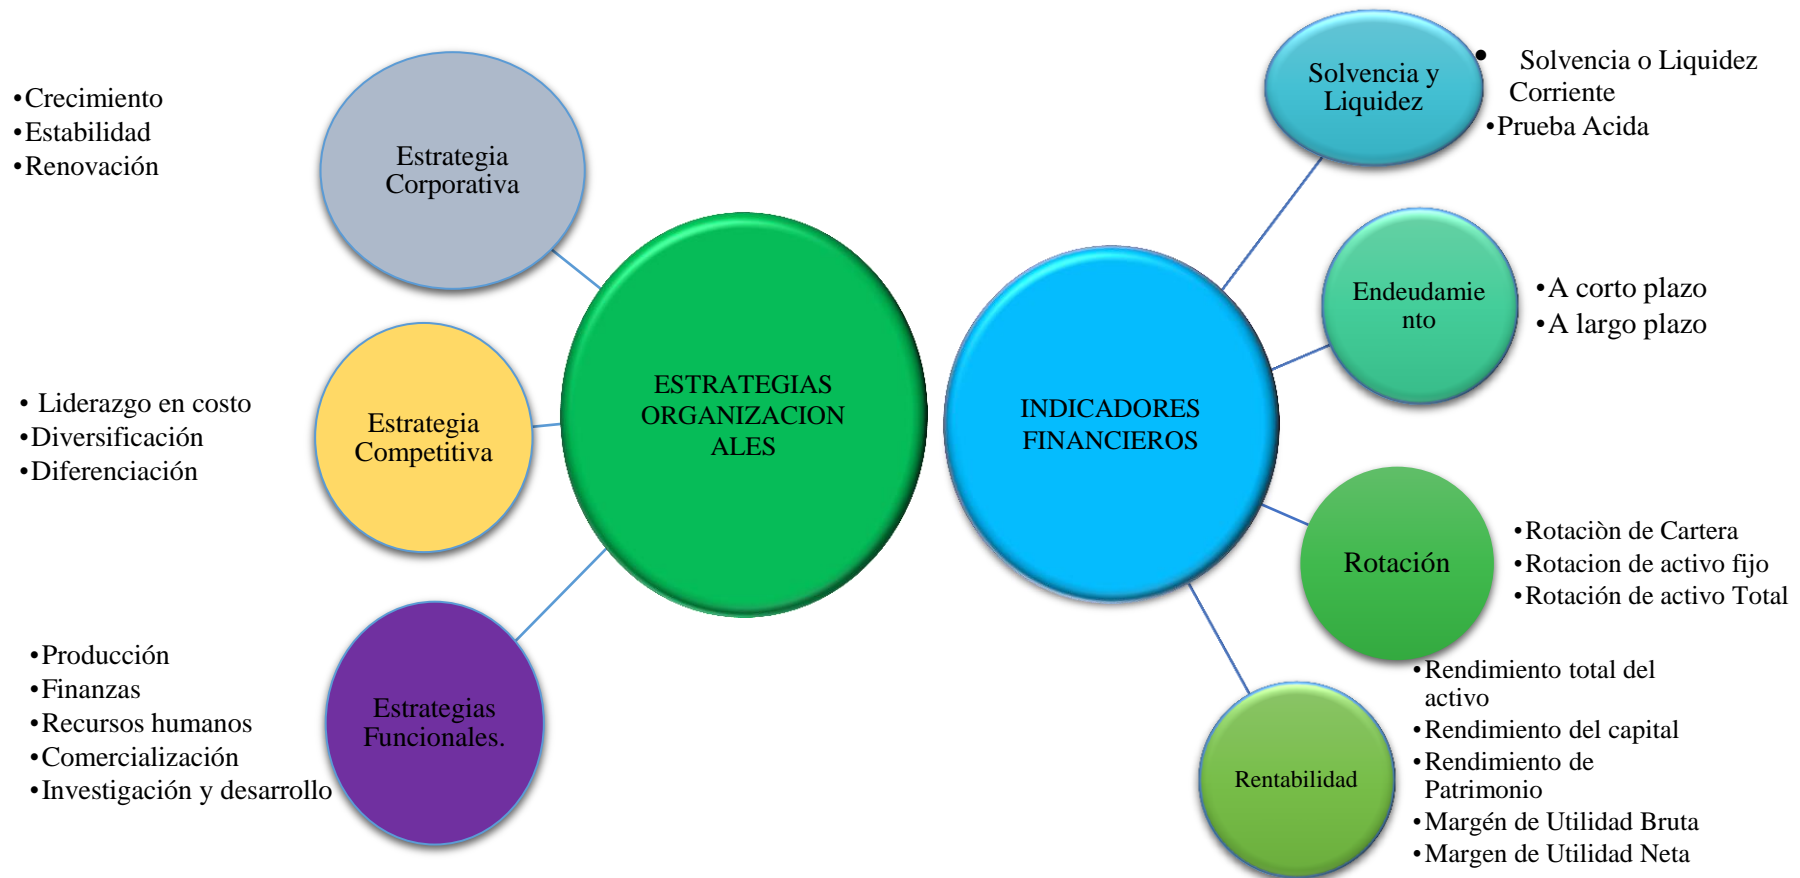 •Crecimiento
•Estabilidad
•Renovación
Estrategia
Corporativa
• Liderazgo en costo
•Diversificación
•Diferenciación
Estrategia
Competitiva
•Producción
•Finanzas
•Recursos humanos
•Comercialización
•Investigación y desarrollo
Estrategias
Funcionales.
ESTRATEGIAS
ORGANIZACION
ALES
INDICADORES
FINANCIEROS
Solvencia y
Liquidez
• Solvencia o Liquidez
Corriente
•Prueba Acida
Endeudamie
nto
•A corto plazo
•A largo plazo
Rotación
•Rotaciòn de Cartera
•Rotacion de activo fijo
•Rotación de activo Total
Rentabilidad
•Rendimiento total del
activo
•Rendimiento del capital
•Rendimiento de
Patrimonio
•Margén de Utilidad Bruta
•Margen de Utilidad Neta